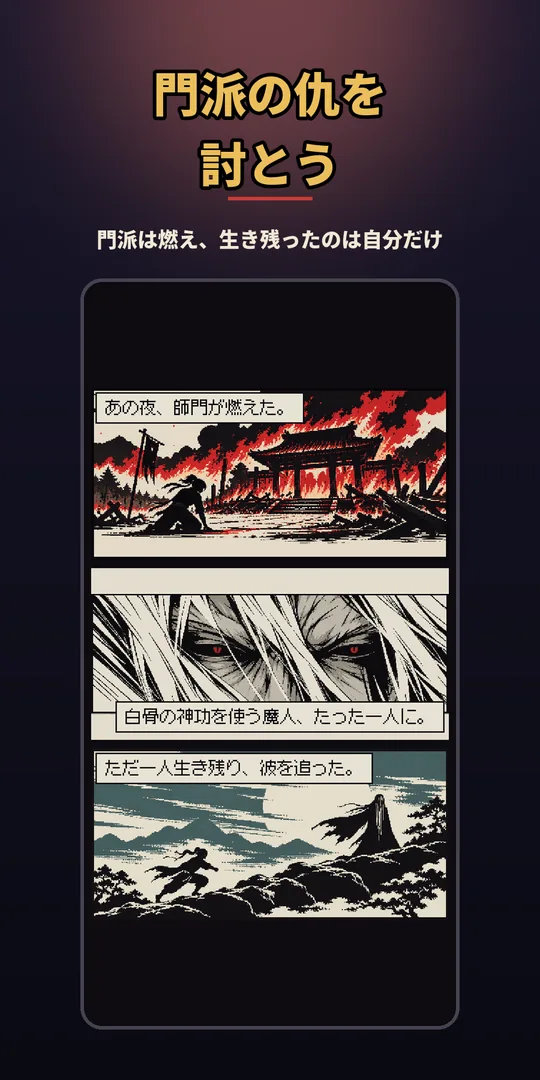 門派の仇を
討とう
門派は燃え、生き残ったのは自分だけ
あの夜、師門が燃えた。
白骨の神功を使う魔人、たった一人に。
ただ一人生き残り、彼を追った。